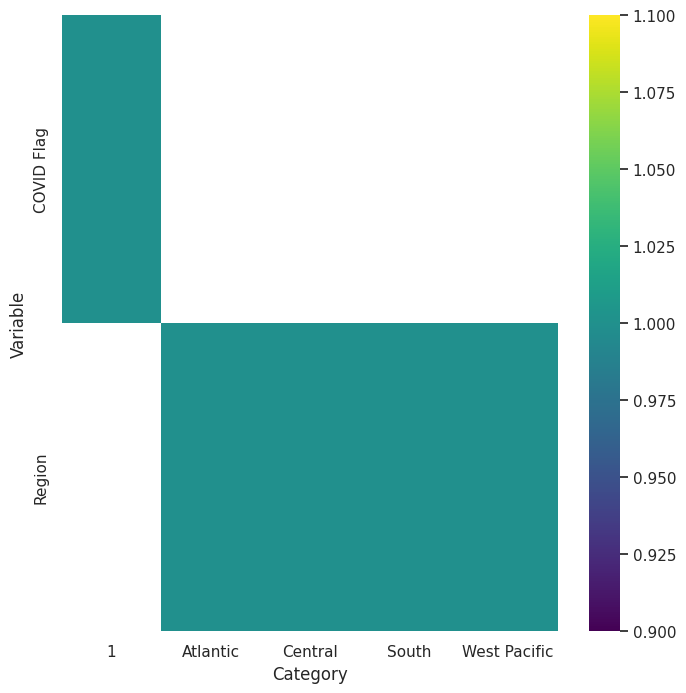 COVID Flag
Region
Variable
1
Atlantic
Central
South
West Pacific
Category
1.100
1.075
1.050
1.025
1.000
0.975
0.950
0.925
0.900